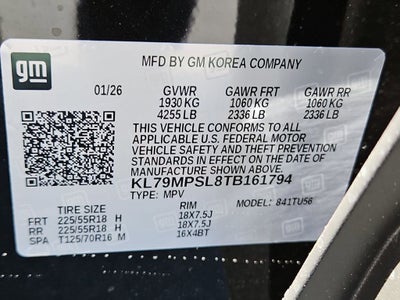 gm
MFD BY GM KOREA COMPANY
01/26 GVWR GAWR FRT GAWR RR
1930 KG 1060 KG 1060 KG
4255 LB 2336 LB 2336 LB
THIS VEHICLE CONFORMS TO ALL
APPLICABLE U.S. FEDERAL MOTOR
VEHICLE SAFETY AND THEFT PREVENTION
STANDARDS IN EFFECT ON THE DATE OF
MANUFACTURE SHOWN ABOVE.
KL79MPSL8TB161794
TYPE: MPV MODEL: 841TU56
TIRE SIZE RIM
FRT 225/55R18 H 18X7.5J
RR 225/55R18 H 18X7.5J
SPA T125/70R16 M 16X4BT